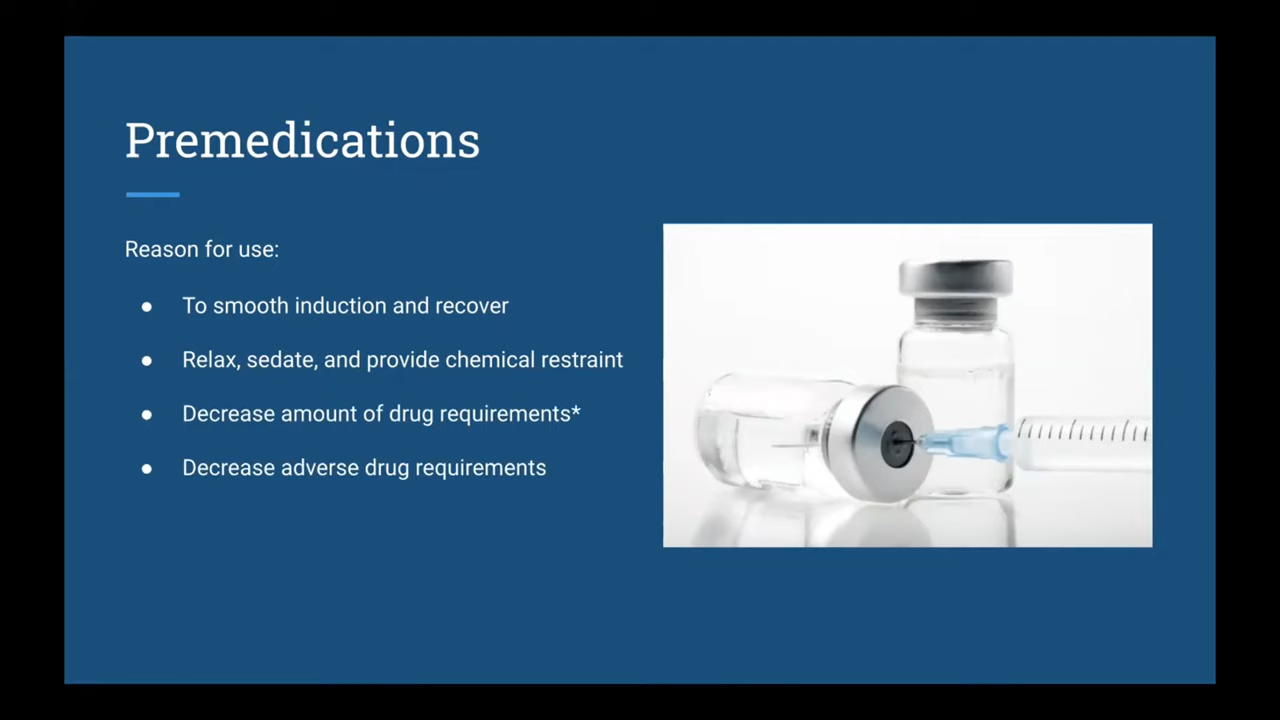 Premedications
Reason for use:
● To smooth induction and recover
● Relax, sedate, and provide chemical restraint
● Decrease amount of drug requirements*
● Decrease adverse drug requirements